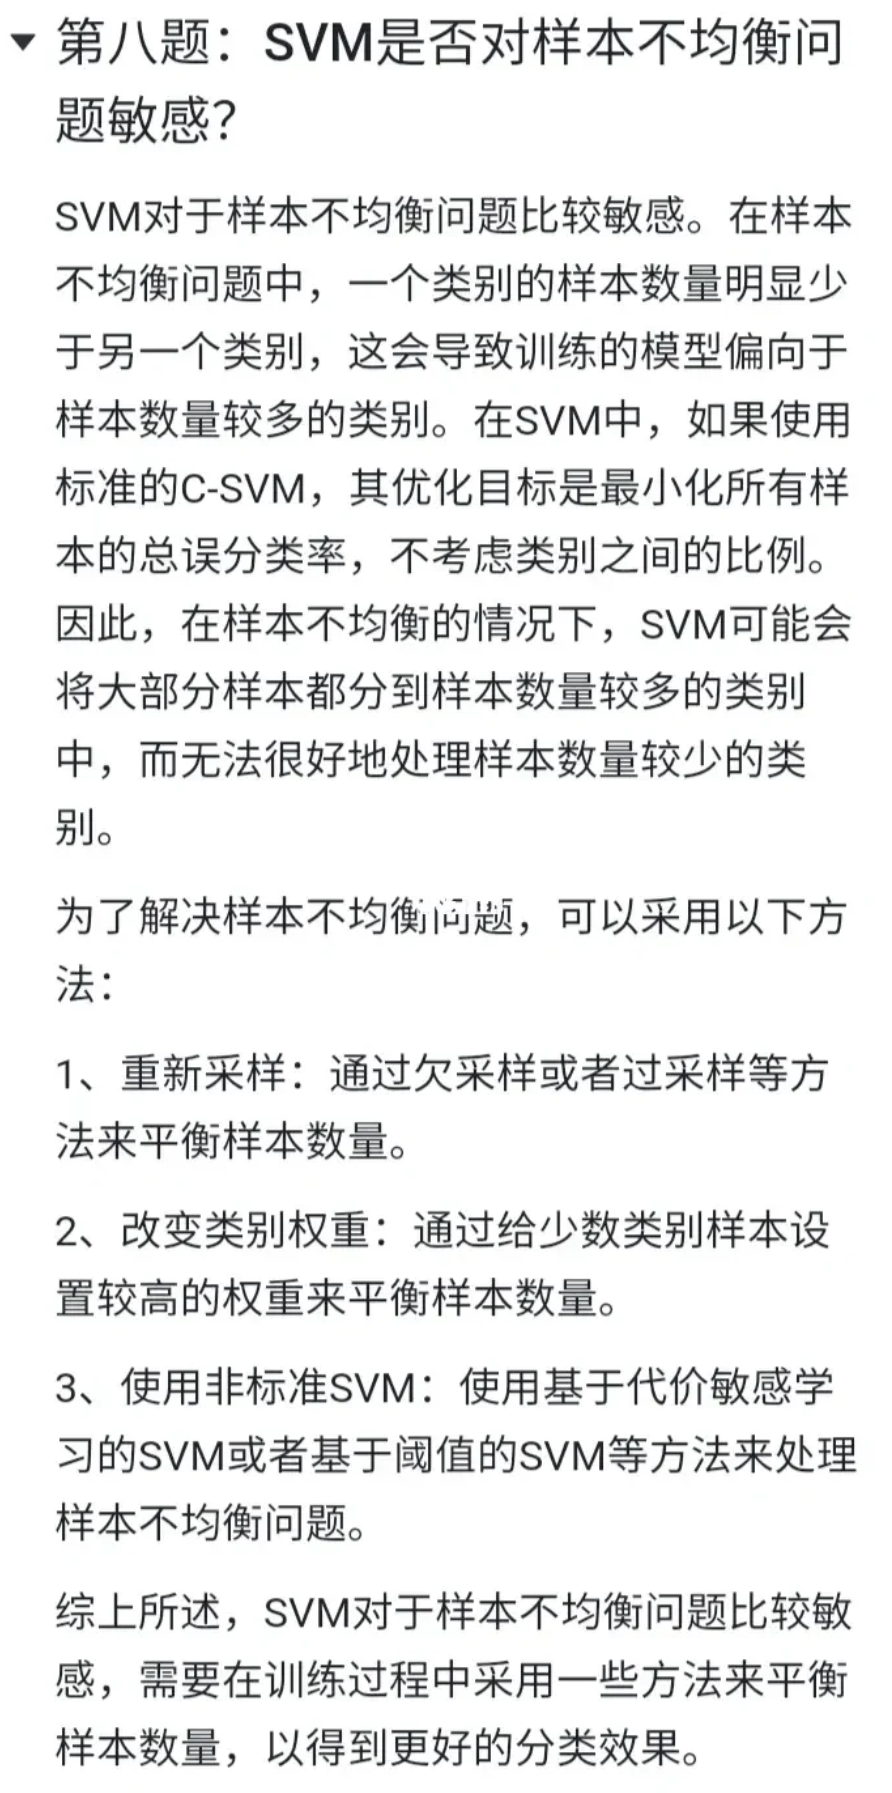 第八题：SVM是否对样本不均衡问
题敏感？
SVM对于样本不均衡问题比较敏感。在样本
不均衡问题中，一个类别的样本数量明显少
于另一个类别，这会导致训练的模型偏向于
样本数量较多的类别。在SVM中，如果使用
标准的C-SVM，其优化目标是最小化所有样
本的总误分类率，不考虑类别之间的比例。
因此，在样本不均衡的情况下，SVM可能会
将大部分样本都分到样本数量较多的类别
中，而无法很好地处理样本数量较少的类
别。
为了解决样本不均衡问题，可以采用以下方
法：
1、重新采样：通过欠采样或者过采样等方
法来平衡样本数量。
2、改变类别权重：通过给少数类别样本设
置较高的权重来平衡样本数量。
3、使用非标准SVM：使用基于代价敏感学
习的SVM或者基于阈值的SVM等方法来处理
样本不均衡问题。
综上所述，SVM对于样本不均衡问题比较敏
感，需要在训练过程中采用一些方法来平衡
样本数量，以得到更好的分类效果。